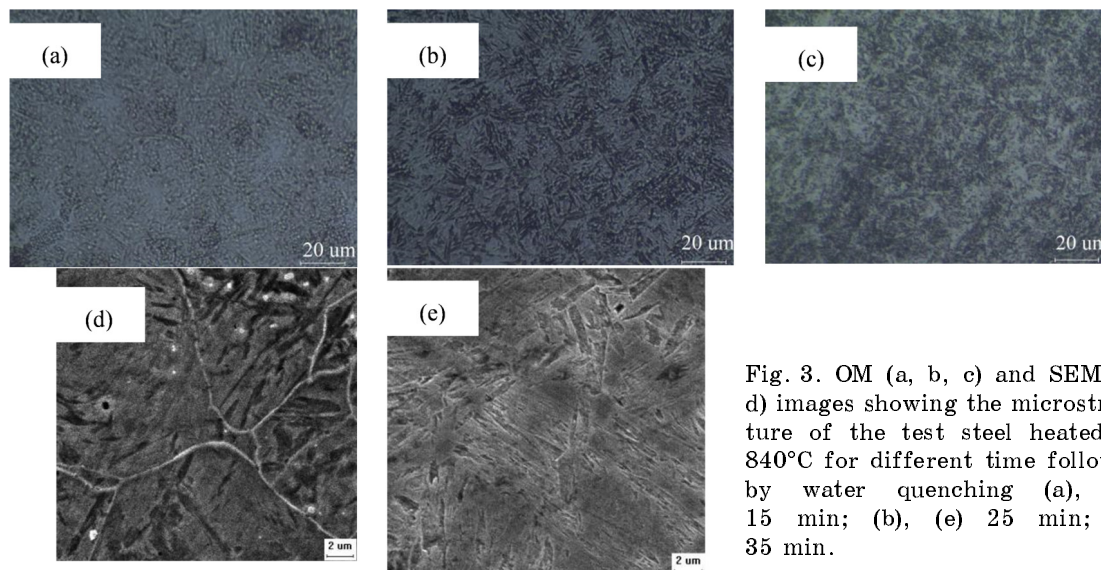 (a)
20 um
(b)
20 um
(c)
20 um
(d)
2 um
(e)
2 um
Fig. 3. OM (a, b, c) and SEM
d) images showing the microstr
ture of the test steel heated
840°C for different time follo
by water quenching (a),
15 min; (b), (e) 25 min;
35 min.